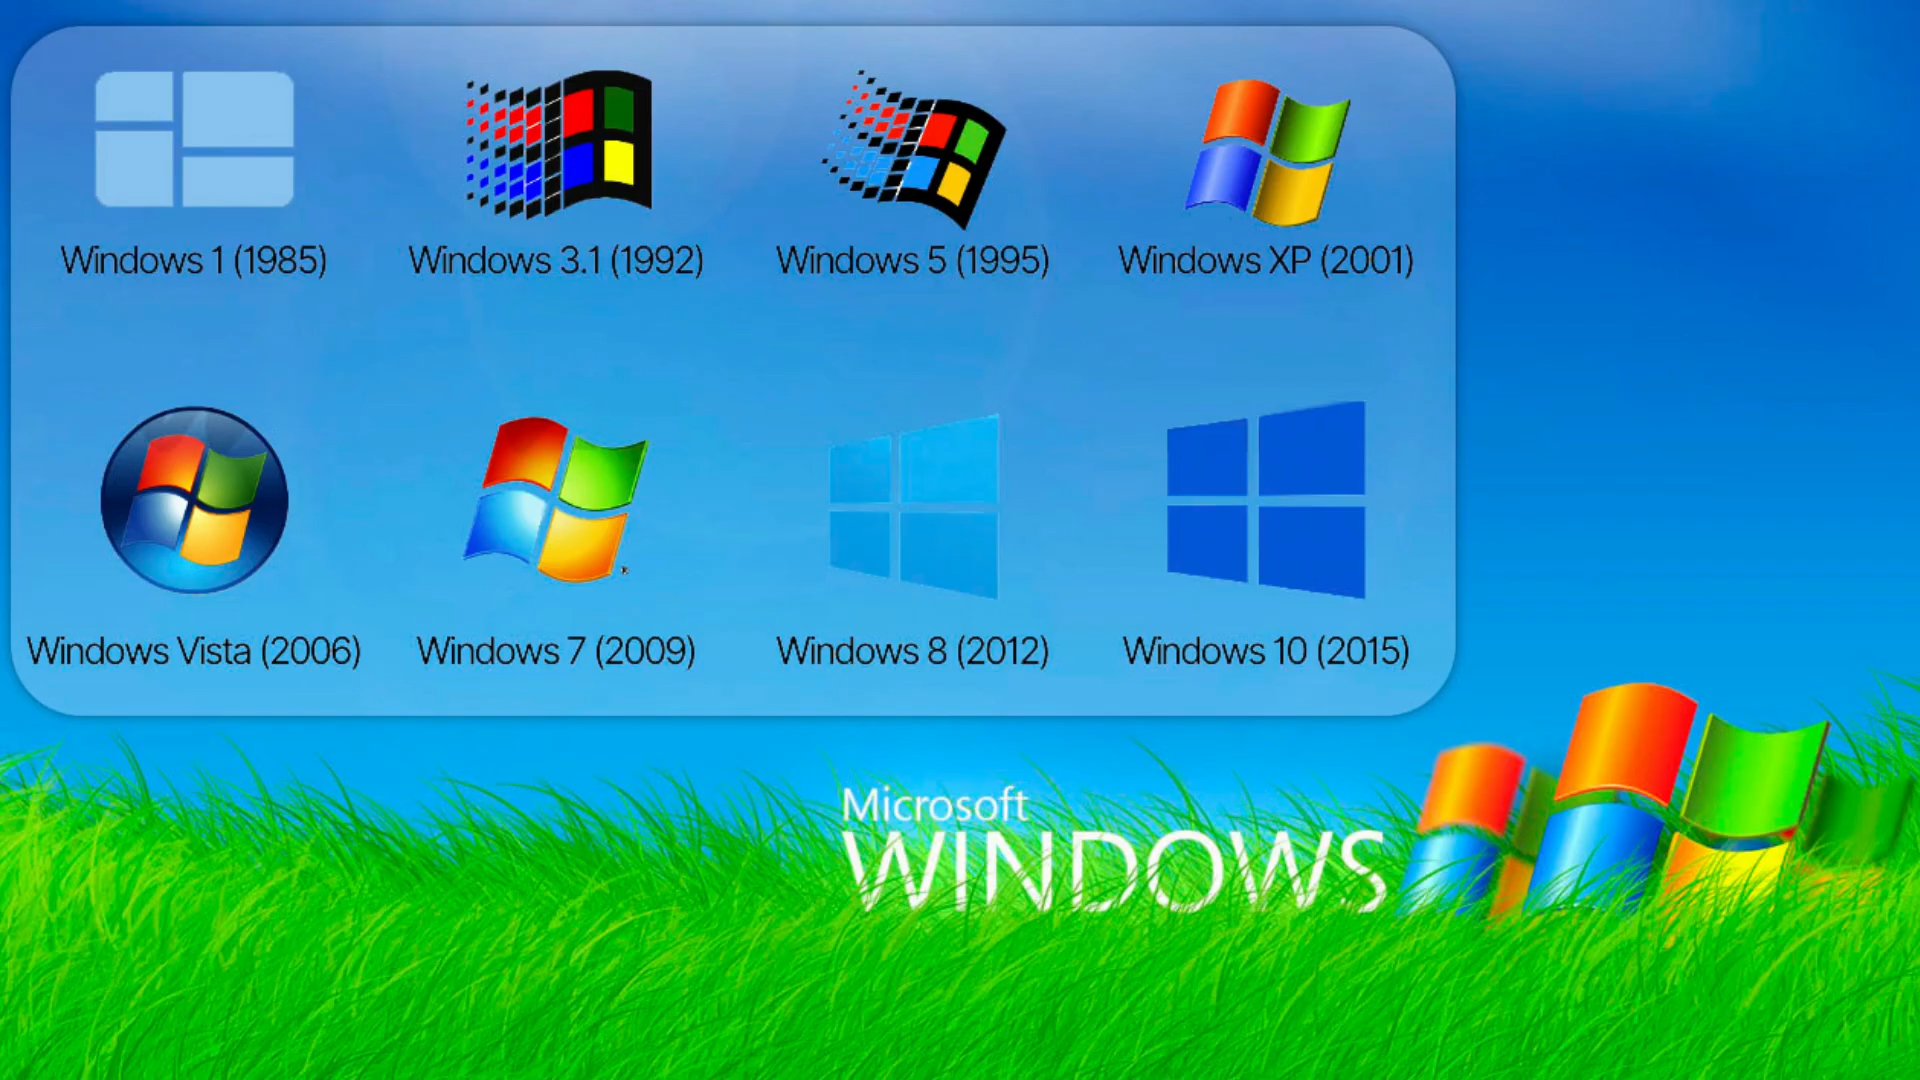 Windows 1 (1985)
Windows 3.1 (1992)
Windows 5 (1995)
Windows XP (2001)
Windows Vista (2006)
Windows 7 (2009)
Windows 8 (2012)
Windows 10 (2015)
Microsoft
WINDOWS